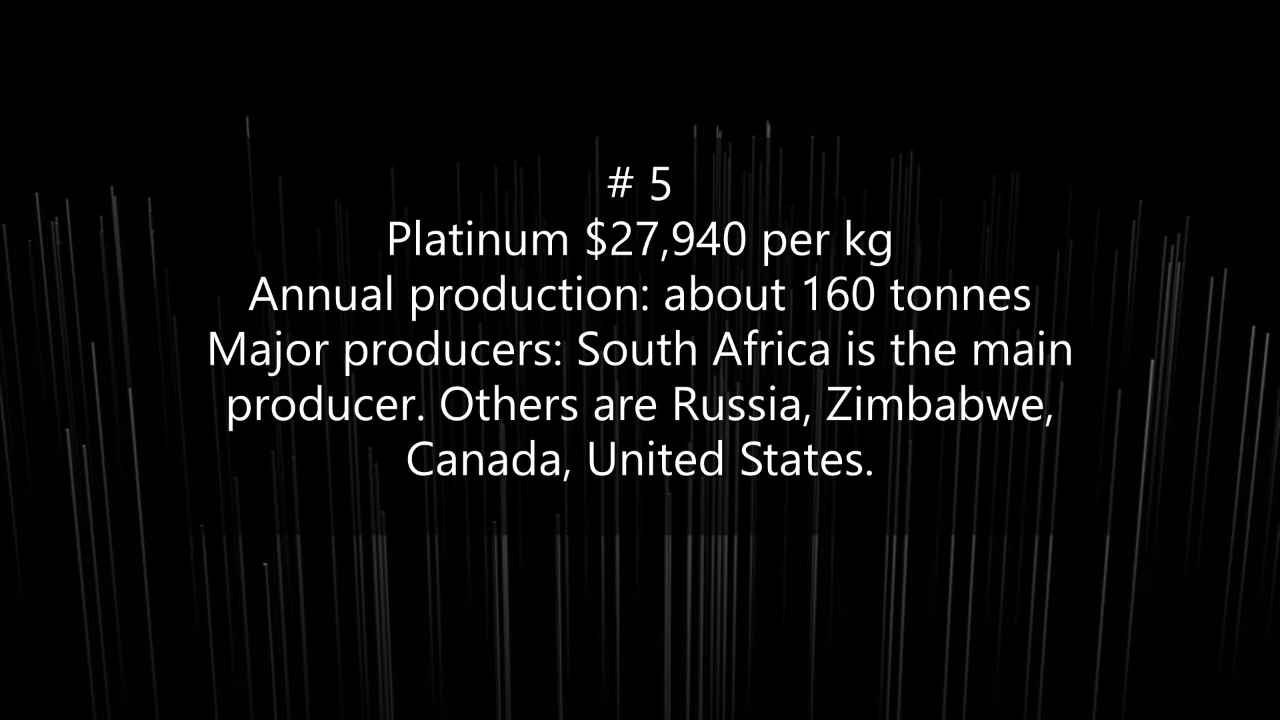 # 5
Platinum $27,940 per kg
Annual production: about 160 tonnes
Major producers: South Africa is the main
producer. Others are Russia, Zimbabwe,
Canada, United States.